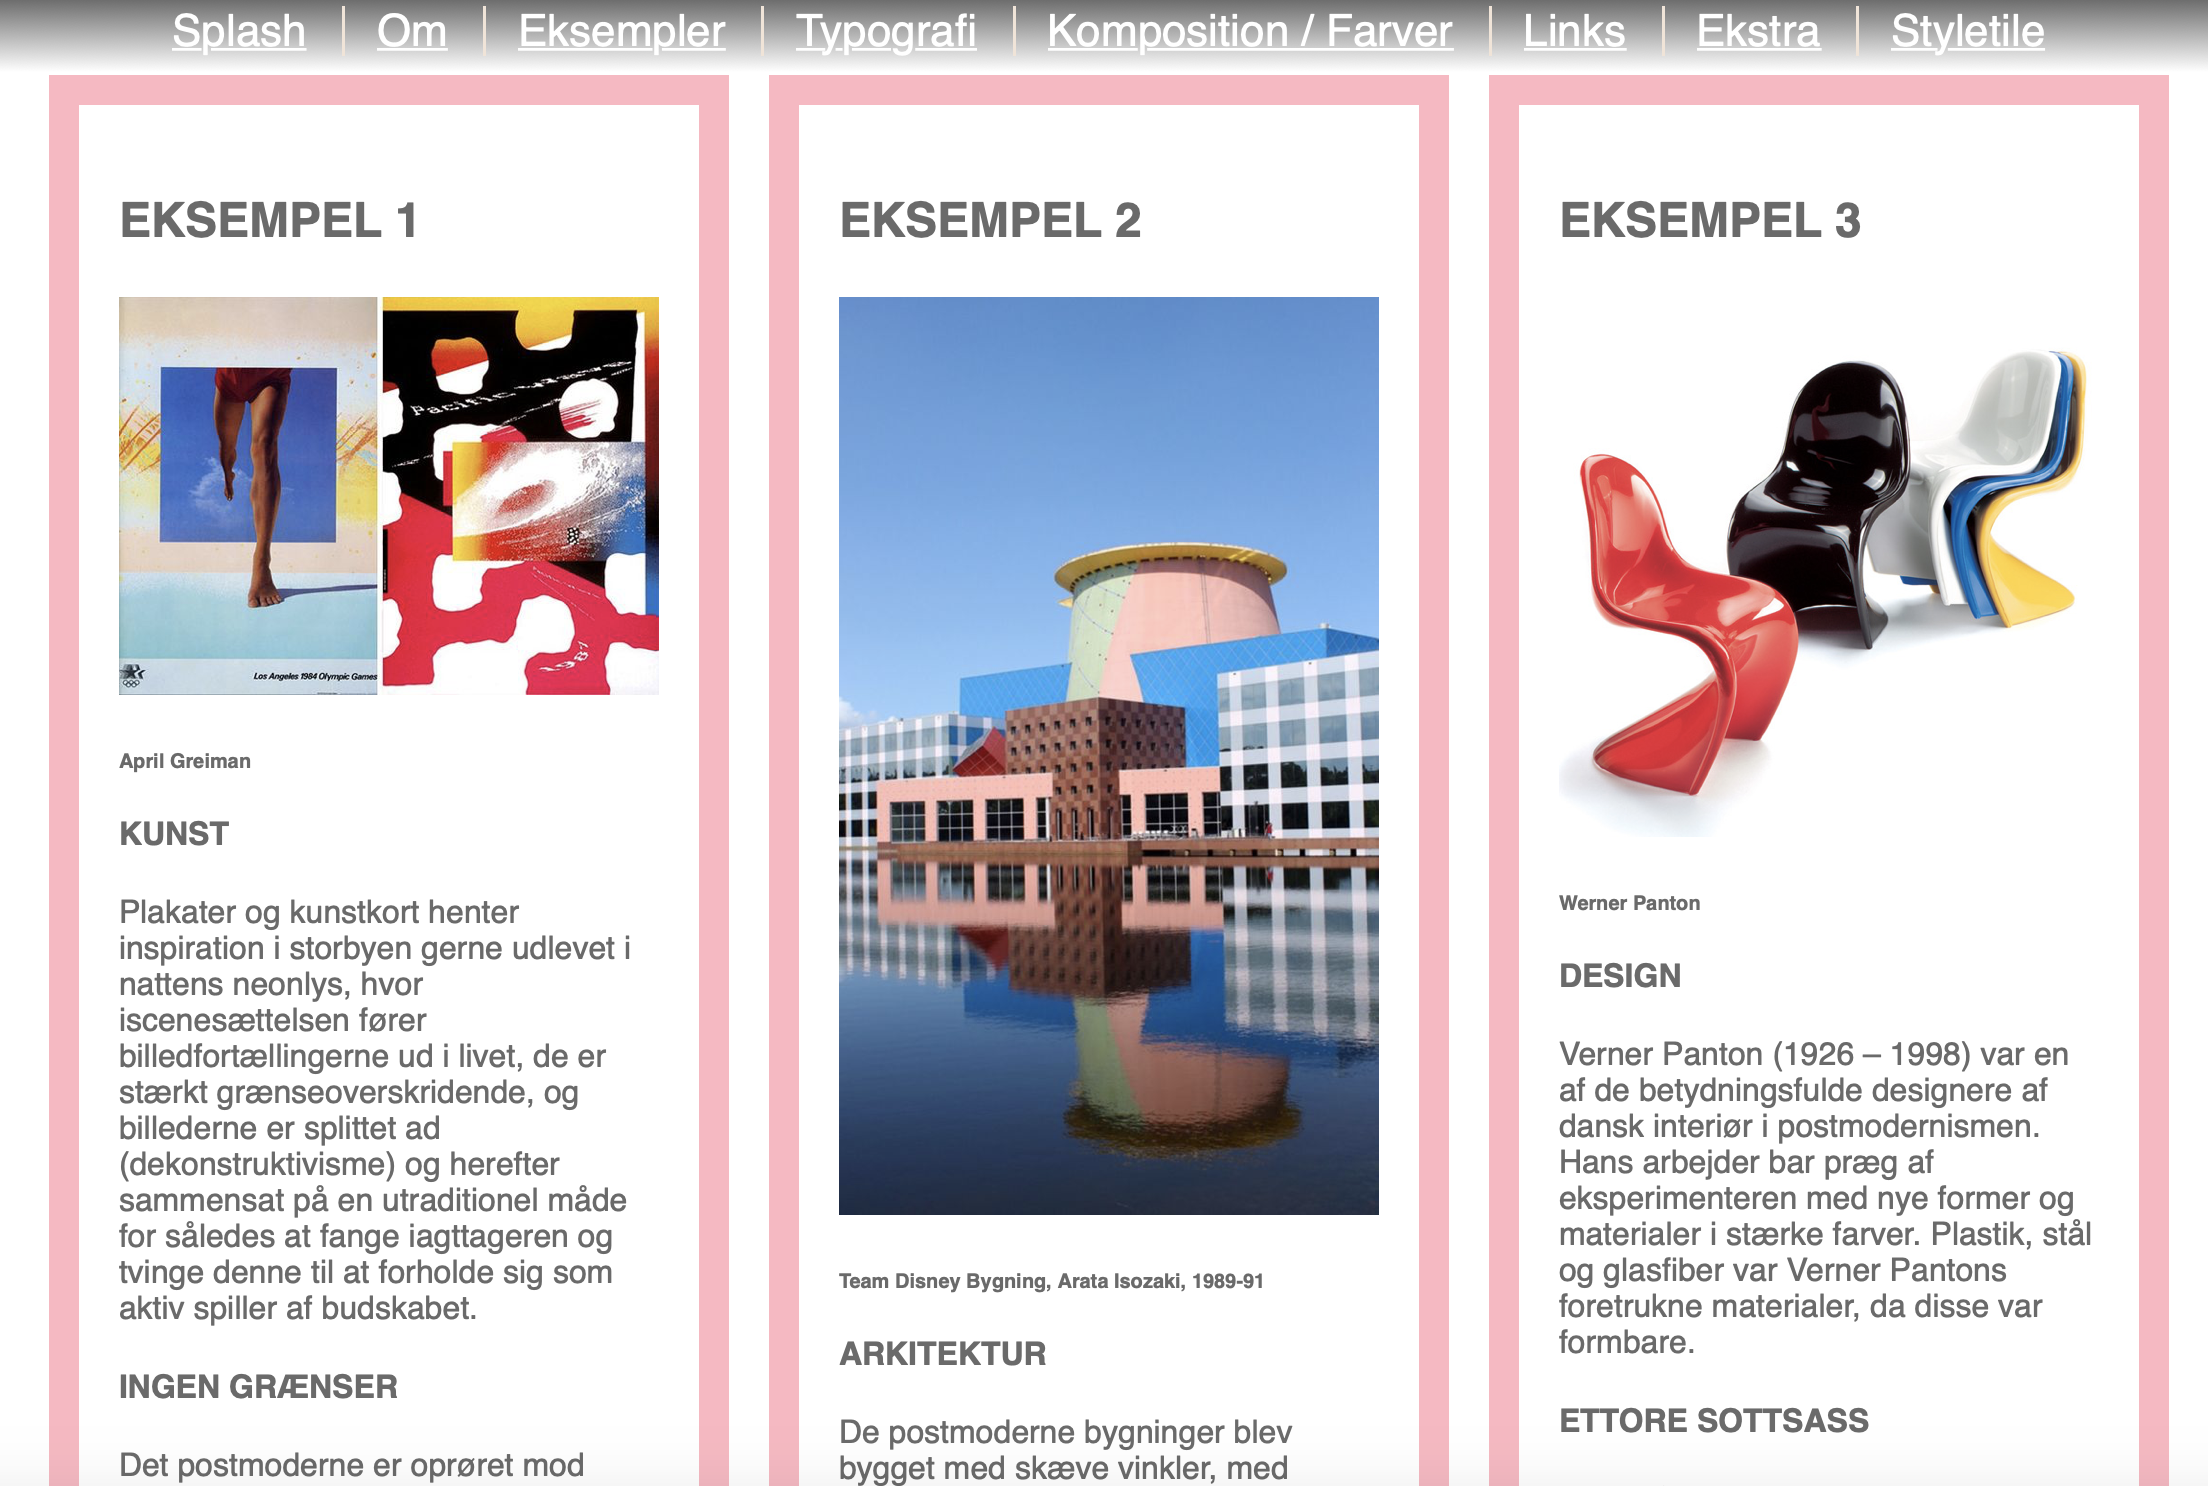 Splash
Om
Eksempler
Typografi
Komposition / Farver
Links
Ekstra
Styletile
EKSEMPEL 1
Pacific Wave
Los Angeles 1984 Olympic Games
1987
April Greiman
KUNST
Plakater og kunstkort henter
inspiration i storbyen gerne udlevet i
nattens neonlys, hvor
iscenesættelsen fører
billedfortællingerne ud i livet, de er
stærkt grænseoverskridende, og
billederne er splittet ad
(dekonstruktivisme) og herefter
sammensat på en utraditionel måde
for således at fange iagttageren og
tvinge denne til at forholde sig som
aktiv spiller af budskabet.
INGEN GRÆNSER
Det postmoderne er oprøret mod
EKSEMPEL 2
Team Disney Bygning, Arata Isozaki, 1989-91
ARKITEKTUR
De postmoderne bygninger blev
bygget med skæve vinkler, med
EKSEMPEL 3
Werner Panton
DESIGN
Verner Panton (1926 – 1998) var en
af de betydningsfulde designere af
dansk interiør i postmodernismen.
Hans arbejder bar præg af
eksperimenteren med nye former og
materialer i stærke farver. Plastik, stål
og glasfiber var Verner Pantons
foretrukne materialer, da disse var
formbare.
ETTORE SOTTSASS